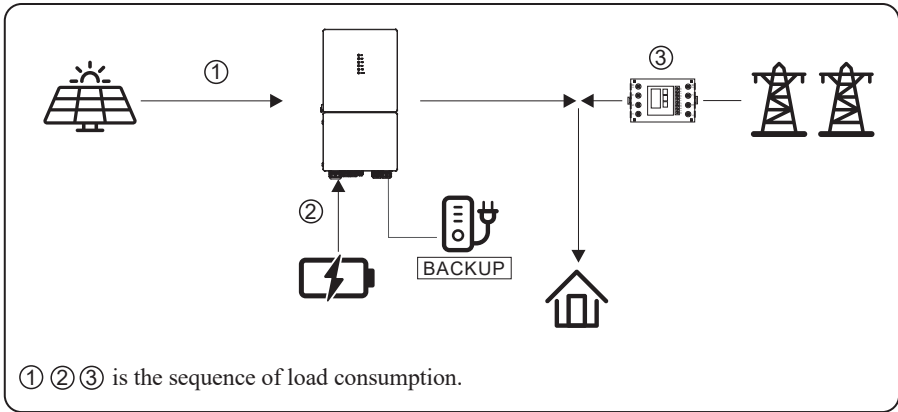 ①
③
②
BACKUP
① ② ③ is the sequence of load consumption.